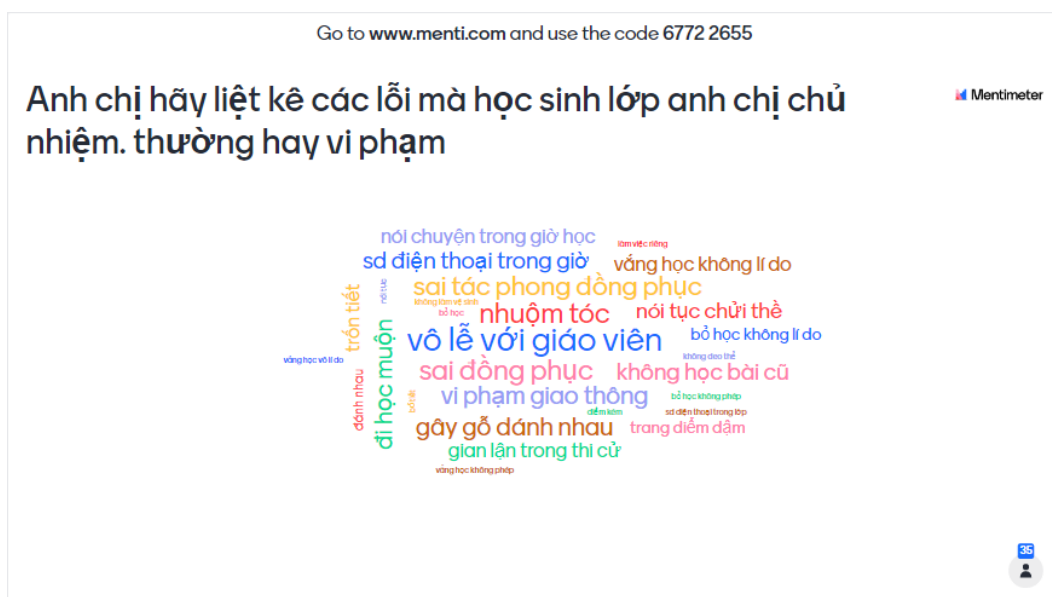 Go to www.menti.com and use the code 6772 2655
Anh chị hãy liệt kê các lỗi mà học sinh lớp anh chị chủ
nhiệm. thường hay vi phạm
Mentimeter
nói chuyện trong giờ học
làm việc riêng
sd điện thoại trong giờ
vắng học không lí do
sai tác phong đồng phục
trốn tiết
nói tục
không làm vệ sinh
bỏ học
nhuộm tóc
nói tục chửi thề
vô lễ với giáo viên
bỏ học không lí do
đi học muộn
vắng học vô lí do
không đeo thẻ
sai đồng phục
không học bài cũ
đánh nhau
bỏ tiết
vi phạm giao thông
bỏ học không phép
điểm kém
sd điện thoại trong lớp
gây gỗ dánh nhau
trang diểm dậm
gian lận trong thi cử
vắng học không phép
35